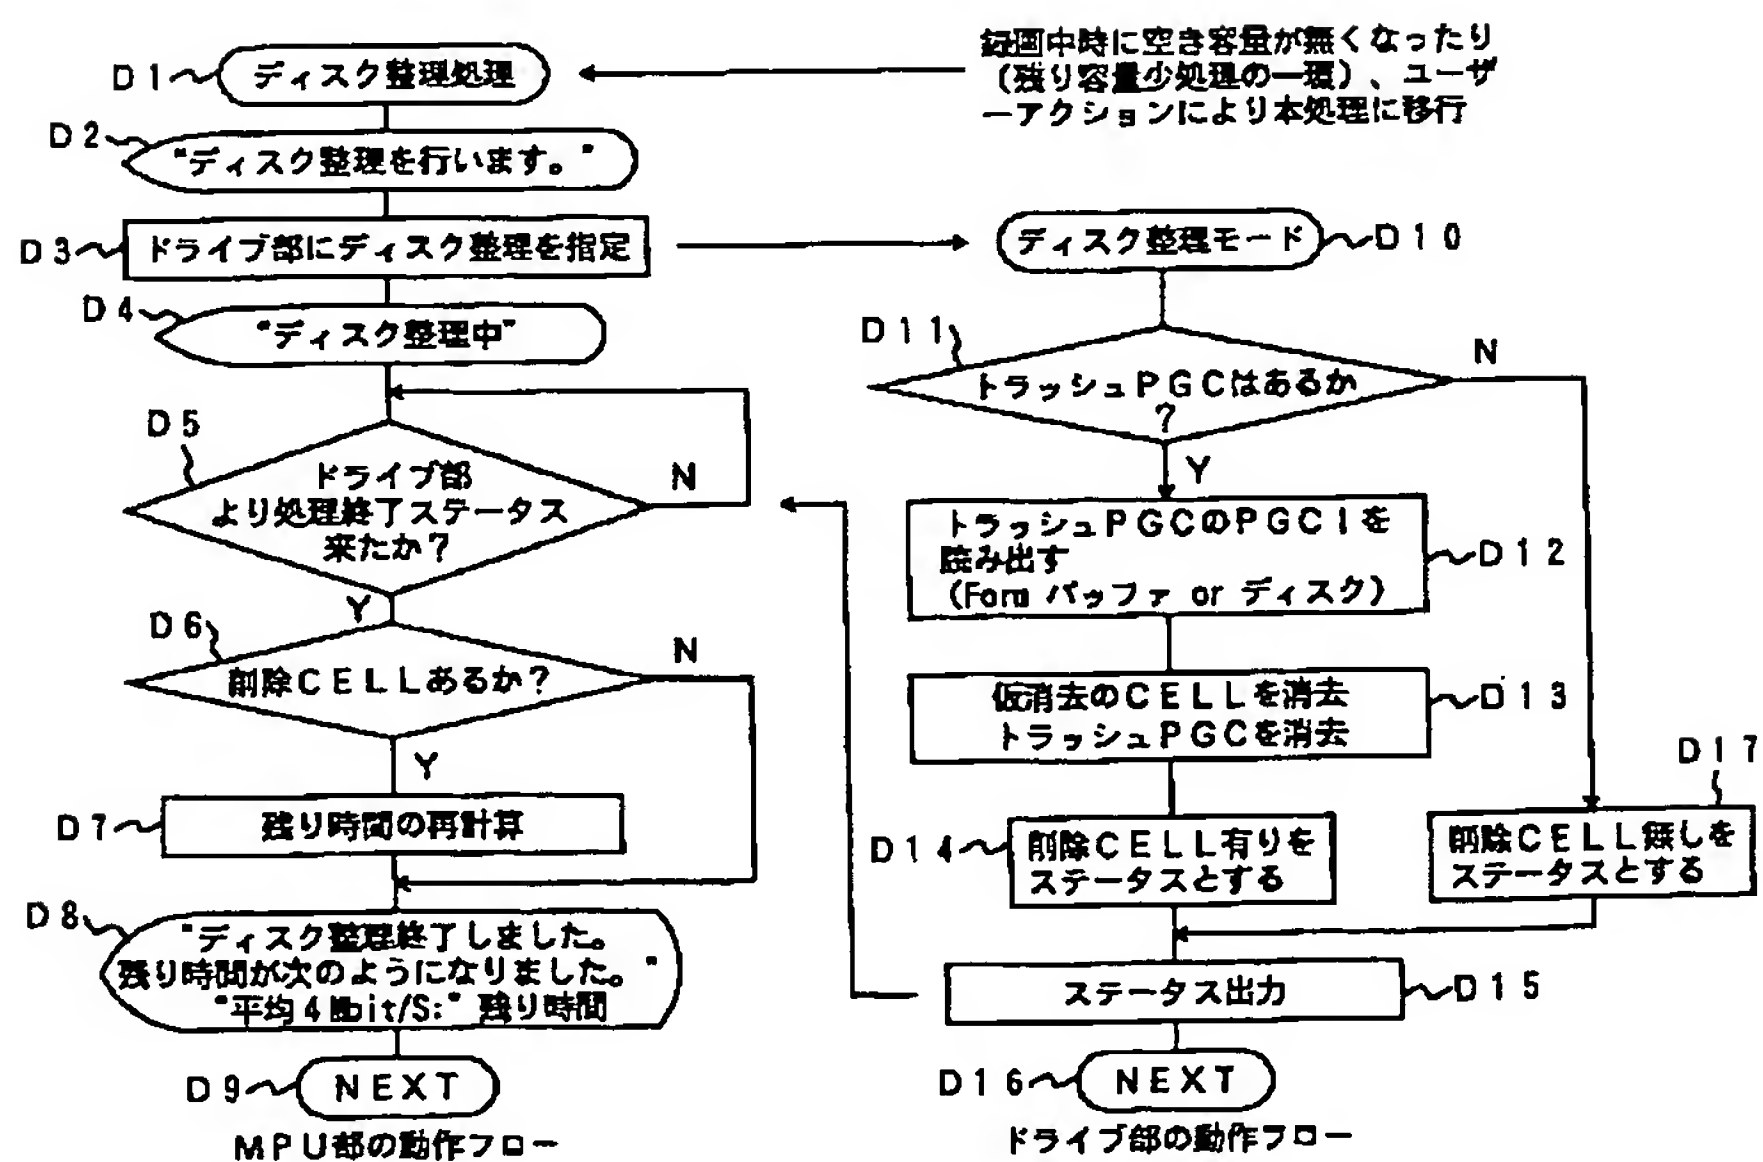 録画中時に空き容量が無くなったり
（残り容量少処理の一環）、ユーザ
ーアクションにより本処理に移行
D1
ディスク整理処理
D2
"ディスク整理を行います。"
D3
ドライブ部にディスク整理を指定
D4
"ディスク整理中"
D5
ドライブ部
より処理終了ステータス
来たか？
N
Y
D6
削除CELLあるか？
N
Y
D7
残り時間の再計算
D8
"ディスク整理終了しました。
残り時間が次のようになりました。"
"平均4Mbit/S:" 残り時間
D9
NEXT
MPU部の動作フロー
ディスク整理モード
D10
D11
トラッシュPGCはあるか
？
N
Y
トラッシュPGCのPGCIを
読み出す
（Form バッファ or ディスク）
D12
仮消去のCELLを消去
トラッシュPGCを消去
D13
D14
削除CELL有りを
ステータスとする
D17
削除CELL無しを
ステータスとする
ステータス出力
D15
D16
NEXT
ドライブ部の動作フロー